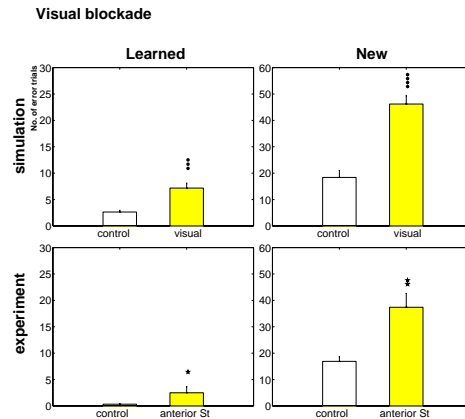 Visual blockade
Learned
New
simulation
No. of error trials
30
25
20
15
10
5
0
control visual
60
50
40
30
20
10
0
control visual
experiment
30
25
20
15
10
5
0
control anterior St
60
50
40
30
20
10
0
control anterior St